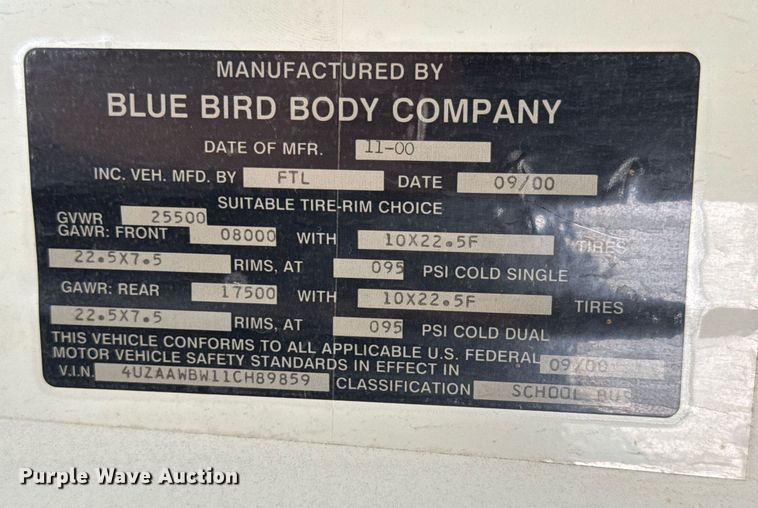 MANUFACTURED BY
BLUE BIRD BODY COMPANY
DATE OF MFR. 11-00
INC. VEH. MFD. BY FTL DATE 09/00
SUITABLE TIRE-RIM CHOICE
GVWR 25500
GAWR: FRONT 08000 WITH 10X22.5F TIRES
22.5X7.5 RIMS, AT 095 PSI COLD SINGLE
GAWR: REAR 17500 WITH 10X22.5F TIRES
22.5X7.5 RIMS, AT 095 PSI COLD DUAL
THIS VEHICLE CONFORMS TO ALL APPLICABLE U.S. FEDERAL
MOTOR VEHICLE SAFETY STANDARDS IN EFFECT IN 09/00
V.I.N. 4UZAAWBW11CH89859 CLASSIFICATION SCHOOL BUS
Purple Wave Auction